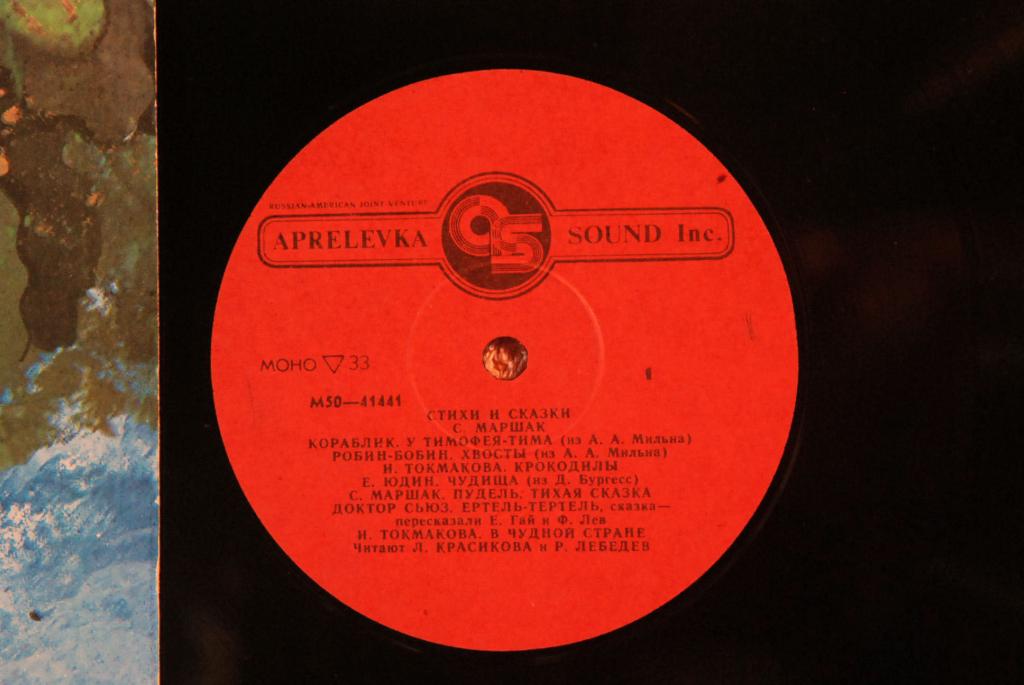 RUSSIAN-AMERICAN JOINT VENTURE
APRELEVKA SOUND Inc.
МОНО ▽ 33
1
М50—41441
СТИХИ И СКАЗКИ
С. МАРШАК
КОРАБЛИК. У ТИМОФЕЯ-ТИМА (из А. А. Мильна)
РОБИН-БОБИН. ХВОСТЫ (из А. А. Мильна)
И. ТОКМАКОВА. КРОКОДИЛЫ
Е. ЮДИН. ЧУДИЩА (из Д. Бургесс)
С. МАРШАК. ПУДЕЛЬ. ТИХАЯ СКАЗКА
ДОКТОР СЬЮЗ. ЕРТЕЛЬ-ТЕРТЕЛЬ, сказка—
пересказали Е. Гай и Ф. Лев
И. ТОКМАКОВА. В ЧУДНОЙ СТРАНЕ
Читают Л. КРАСИКОВА и Р. ЛЕБЕДЕВ